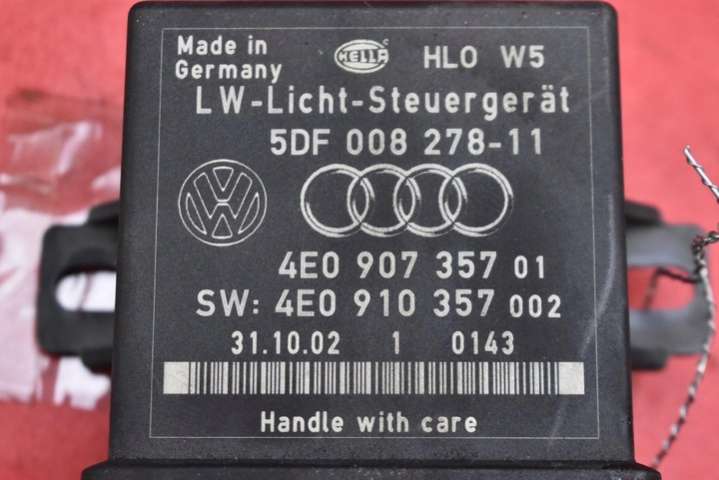 Made in
Germany
HELLA
HLO W5
LW-Licht-Steuergerät
5DF 008 278-11
4E0 907 357 01
SW: 4E0 910 357 002
31.10.02 1 0143
Handle with care